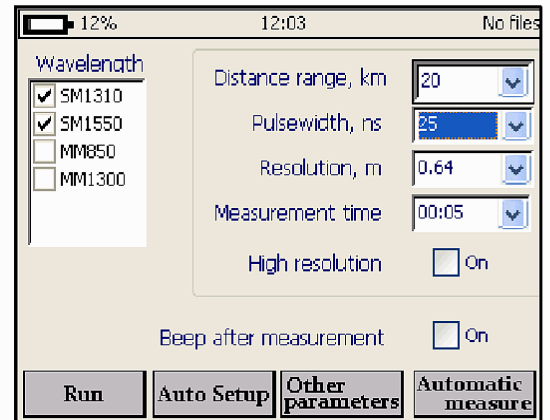 12% 12:03 No files
Wavelength
SM1310
SM1550
MM850
MM1300
Distance range, km 20
Pulsewidth, ns 25
Resolution, m 0.64
Measurement time 00:05
High resolution On
Beep after measurement On
Run
Auto Setup
Other
parameters
Automatic
measure